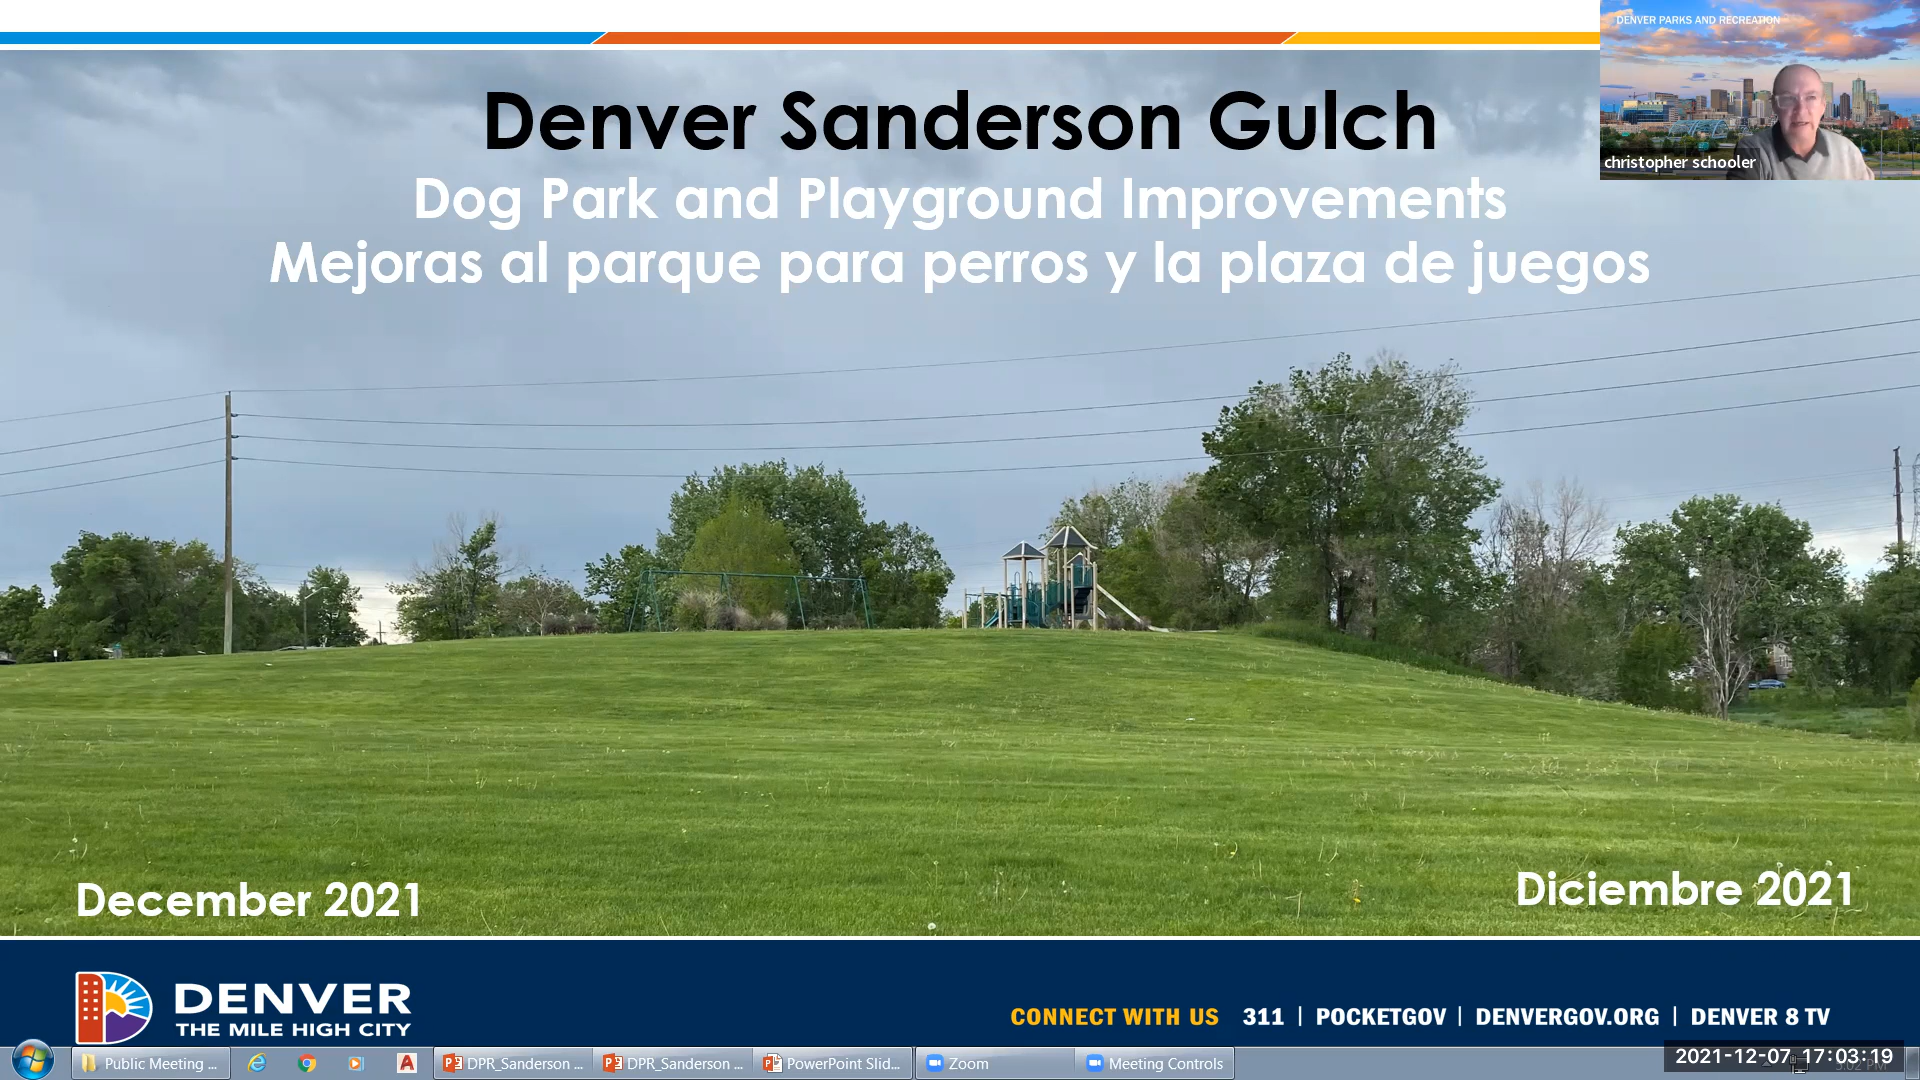 DENVER PARKS AND RECREATION
christopher schooler
Denver Sanderson Gulch
Dog Park and Playground Improvements
Mejoras al parque para perros y la plaza de juegos
December 2021
Diciembre 2021
DENVER
THE MILE HIGH CITY
CONNECT WITH US 311 | POCKETGOV | DENVERGOV.ORG | DENVER 8 TV
Public Meeting ...
DPR_Sanderson ...
DPR_Sanderson ...
PowerPoint Slid...
Zoom
Meeting Controls
2021-12-07 17:03:19